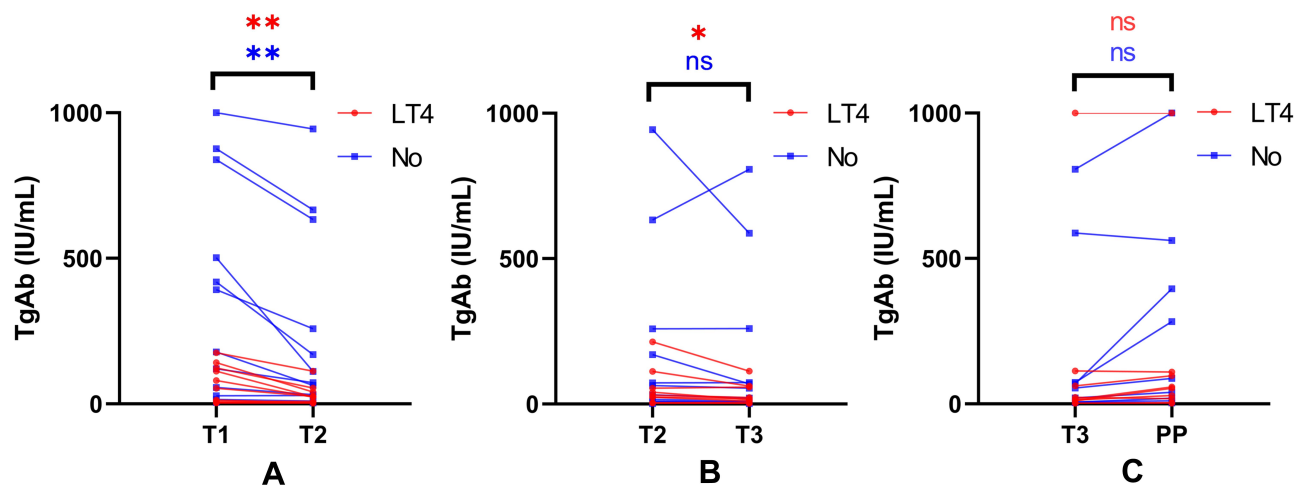 **
**
1000
500
0
TgAb (IU/mL)
LT4
No
T1 T2
A
*
ns
1000
500
0
TgAb (IU/mL)
LT4
No
T2 T3
B
ns
ns
1000
500
0
TgAb (IU/mL)
LT4
No
T3 PP
C